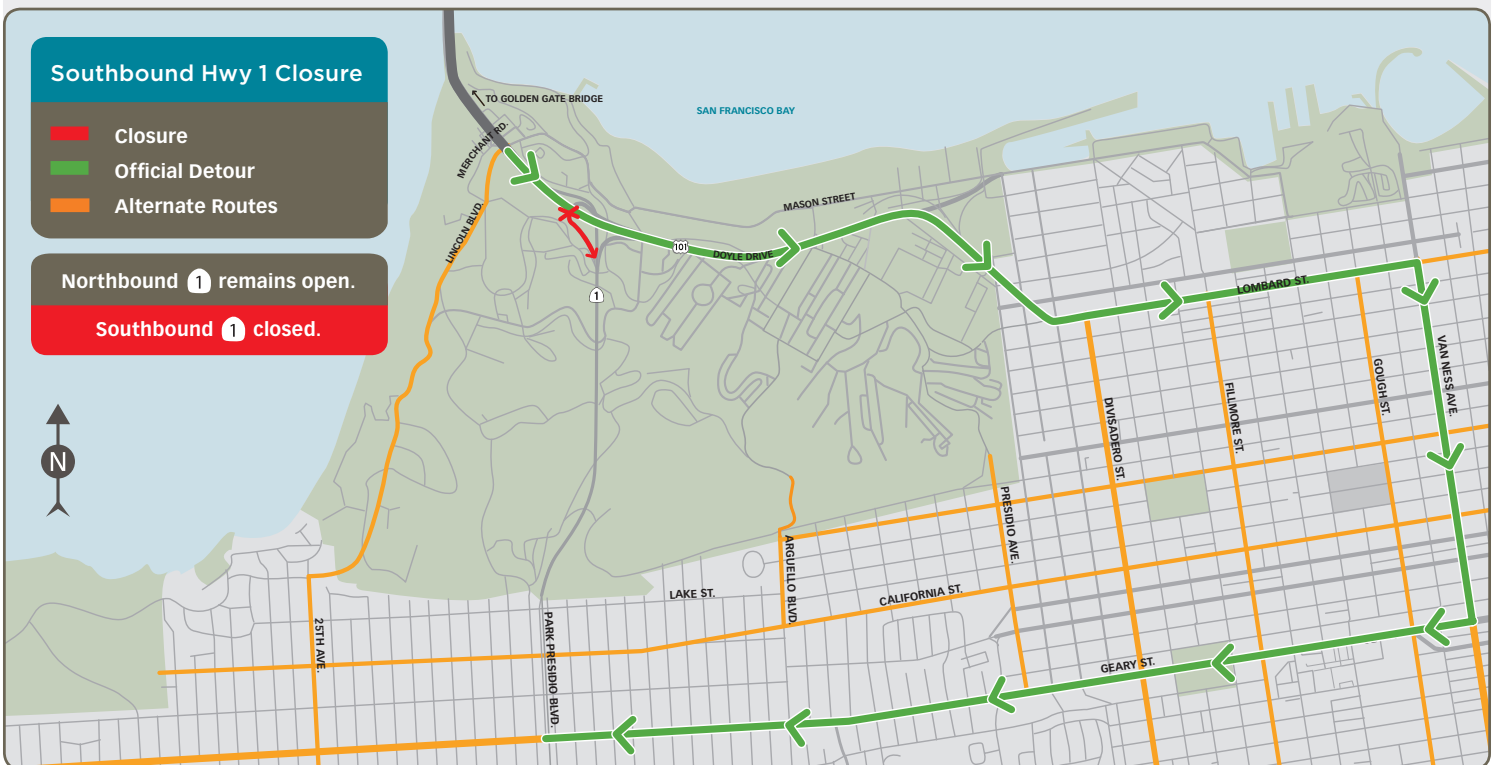 Southbound Hwy 1 Closure
Closure
Official Detour
Alternate Routes
Northbound 1 remains open.
Southbound 1 closed.
N
TO GOLDEN GATE BRIDGE
SAN FRANCISCO BAY
MERCHANT RD.
LINCOLN BLVD.
MASON STREET
101
DOYLE DRIVE
1
LOMBARD ST.
VAN NESS AVE.
GOUGH ST.
FILLMORE ST.
DIVISADERO ST.
PRESIDIO AVE.
ARGUELLO BLVD.
LAKE ST.
CALIFORNIA ST.
25TH AVE.
PARK PRESIDIO BLVD.
GEARY ST.